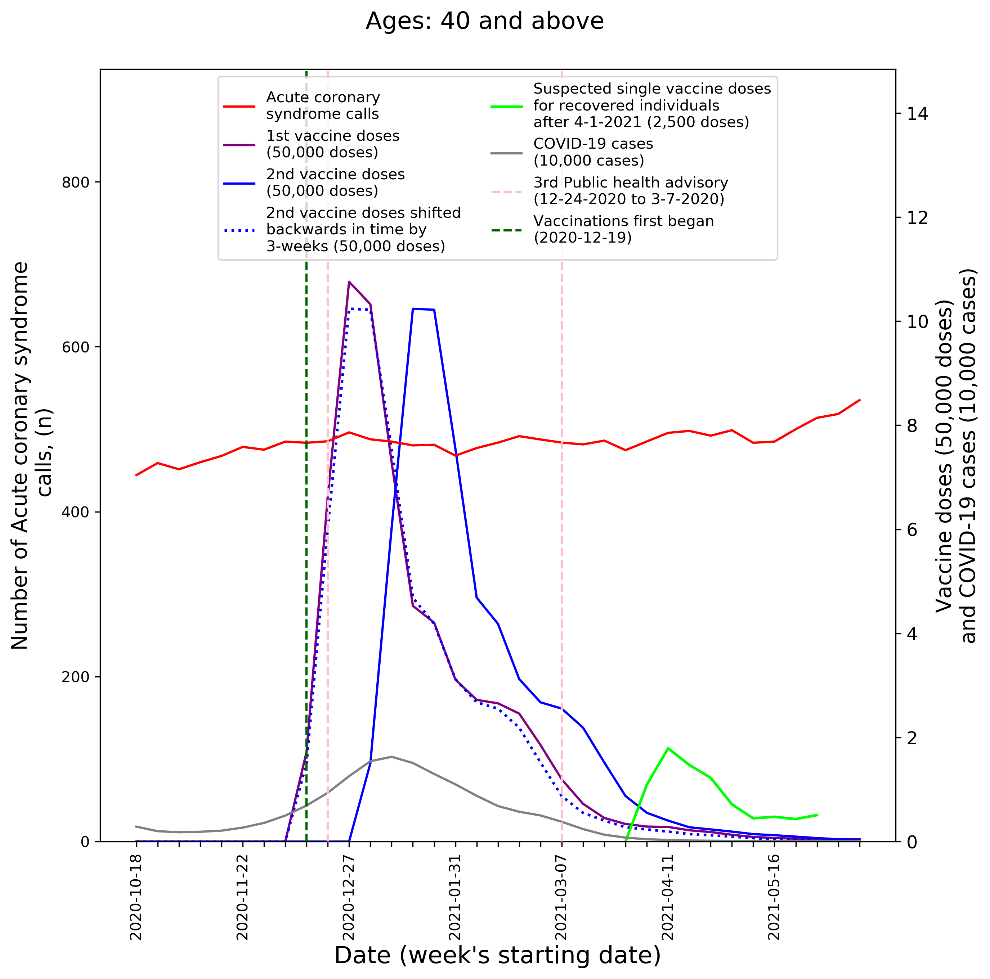 Ages: 40 and above
Acute coronary
syndrome calls
1st vaccine doses
(50,000 doses)
2nd vaccine doses
(50,000 doses)
2nd vaccine doses shifted
backwards in time by
3-weeks (50,000 doses)
Suspected single vaccine doses
for recovered individuals
after 4-1-2021 (2,500 doses)
COVID-19 cases
(10,000 cases)
3rd Public health advisory
(12-24-2020 to 3-7-2020)
Vaccinations first began
(2020-12-19)
Number of Acute coronary syndrome
calls, (n)
800
600
400
200
0
14
12
10
8
6
4
2
0
Vaccine doses (50,000 doses)
and COVID-19 cases (10,000 cases)
2020-10-18
2020-11-22
2020-12-27
2021-01-31
2021-03-07
2021-04-11
2021-05-16
Date (week's starting date)